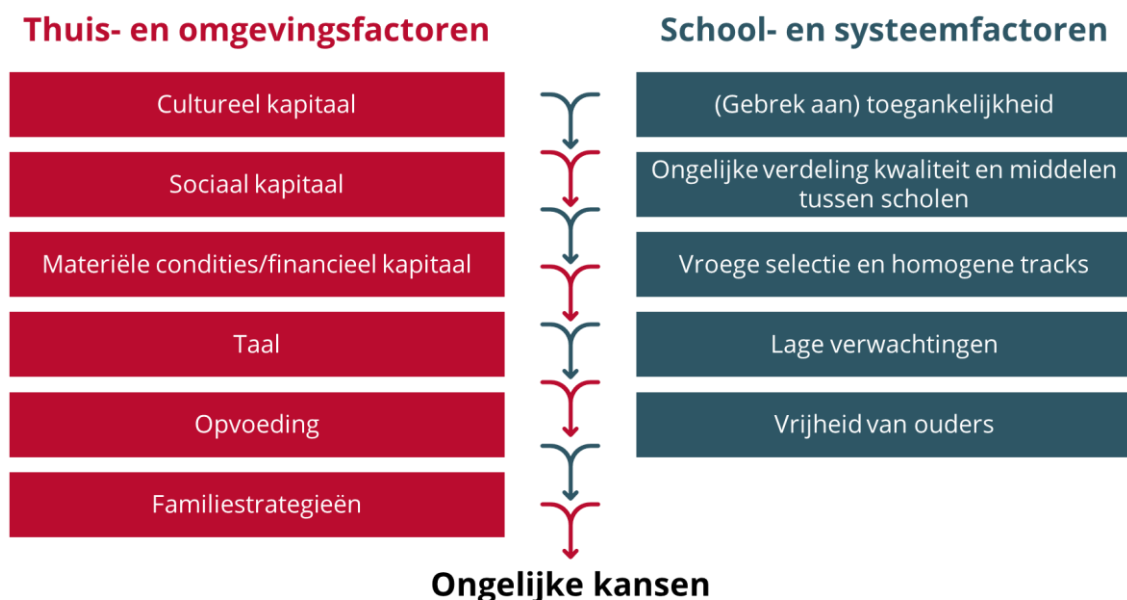 Thuis- en omgevingsfactoren
Cultureel kapitaal
Sociaal kapitaal
Materiële condities/financieel kapitaal
Taal
Opvoeding
Familiestrategieën
School- en systeemfactoren
(Gebrek aan) toegankelijkheid
Ongelijke verdeling kwaliteit en middelen
tussen scholen
Vroege selectie en homogene tracks
Lage verwachtingen
Vrijheid van ouders
Ongelijke kansen